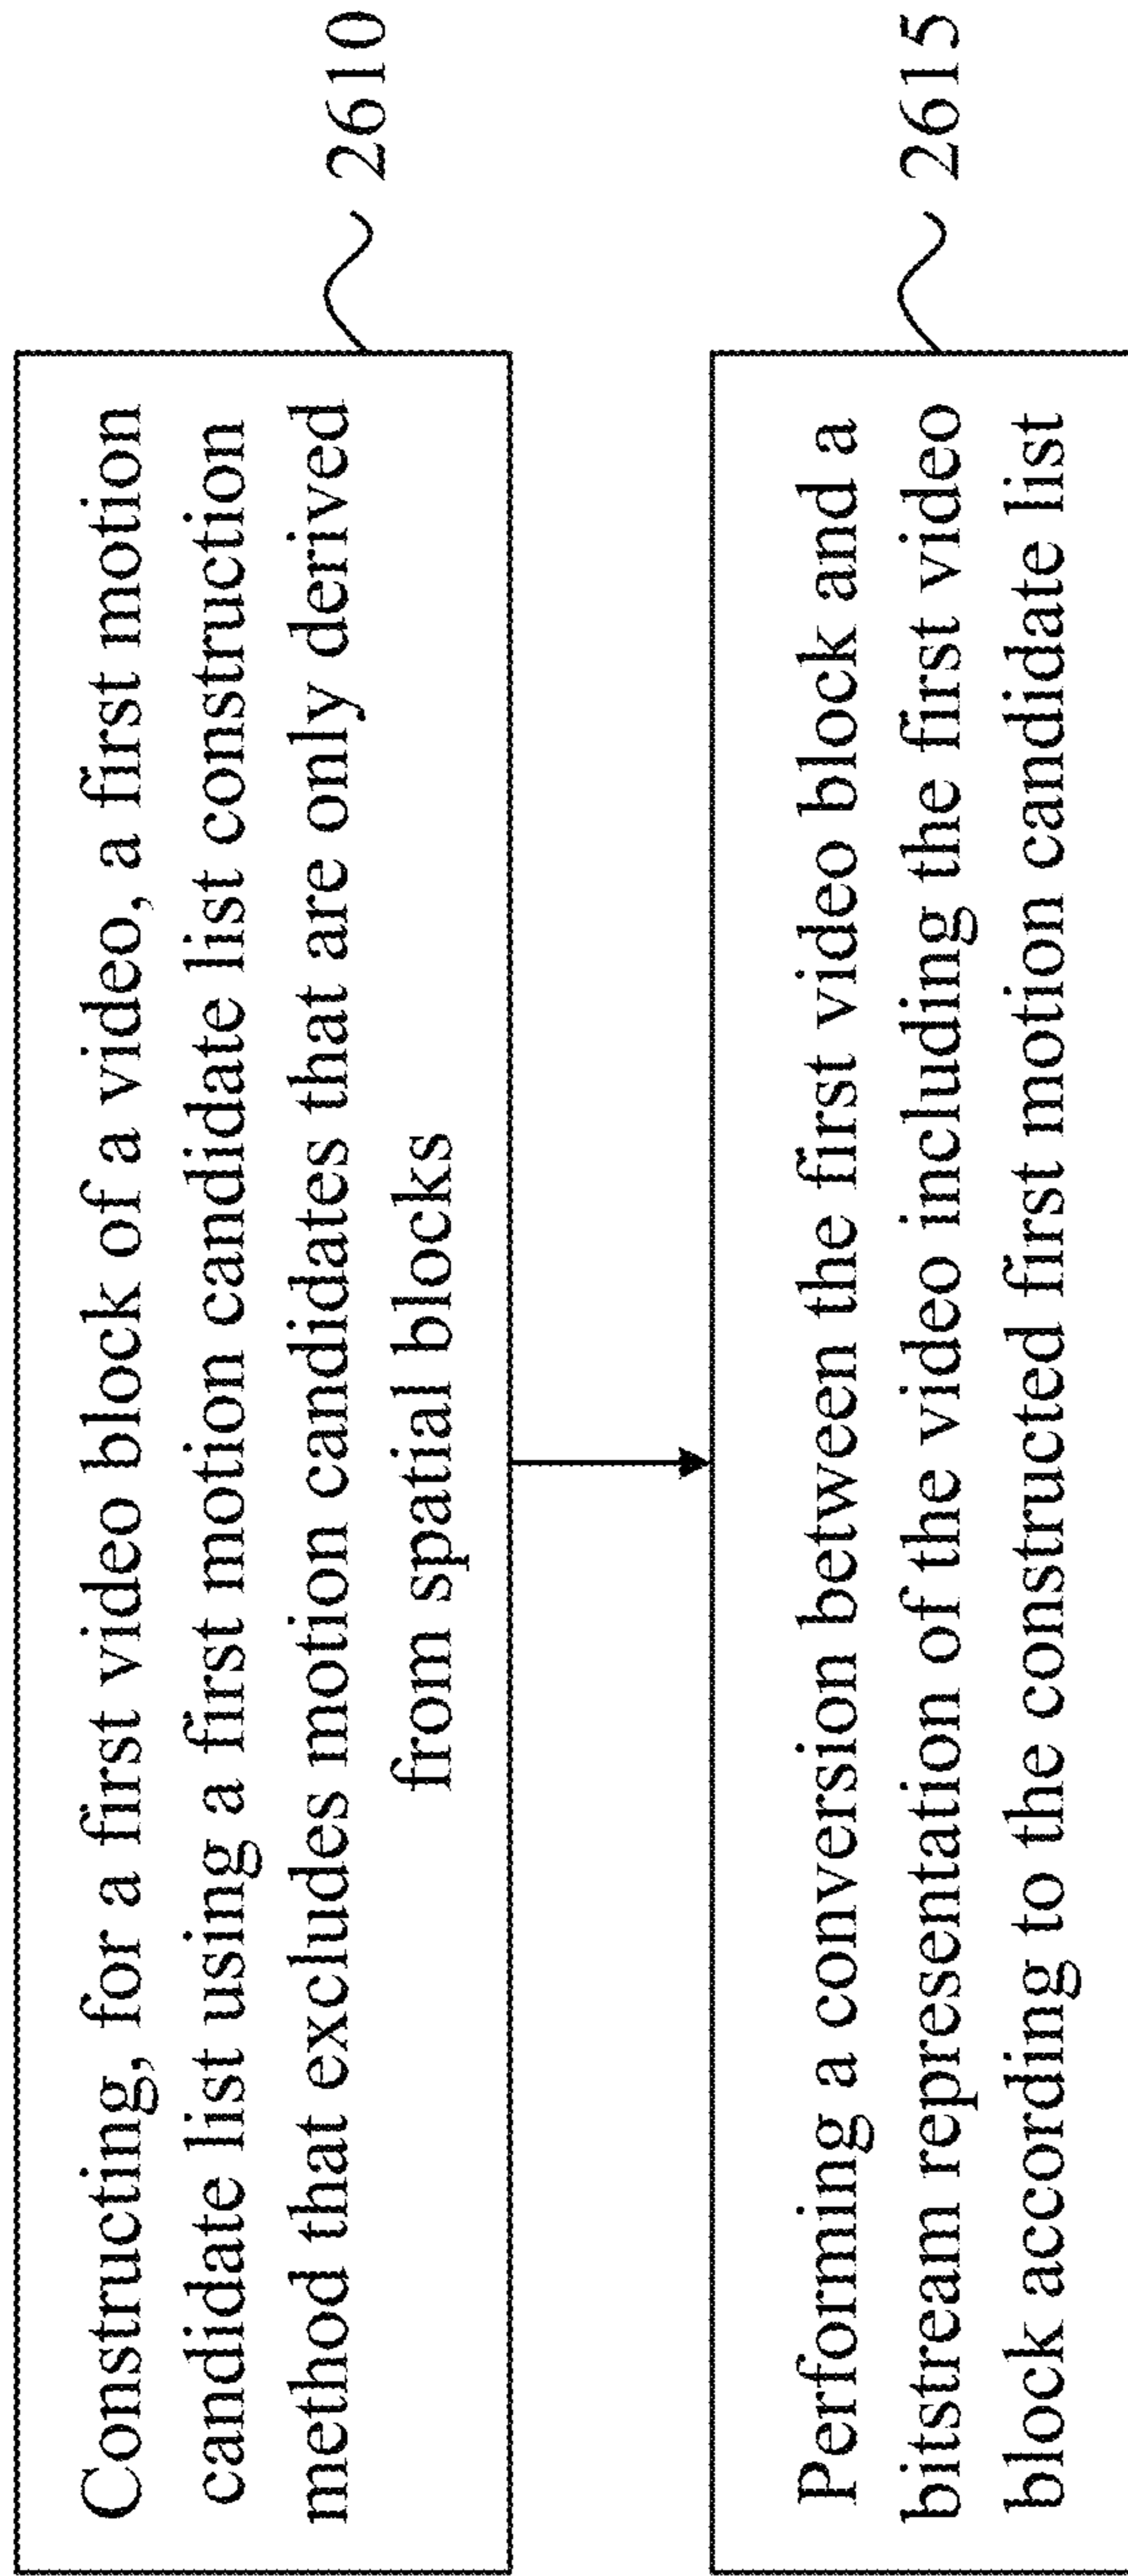 Constructing, for a first video block of a video, a first motion
candidate list using a first motion candidate list construction
method that excludes motion candidates that are only derived
from spatial blocks
2610
Performing a conversion between the first video block and a
bitstream representation of the video including the first video
block according to the constructed first motion candidate list
2615